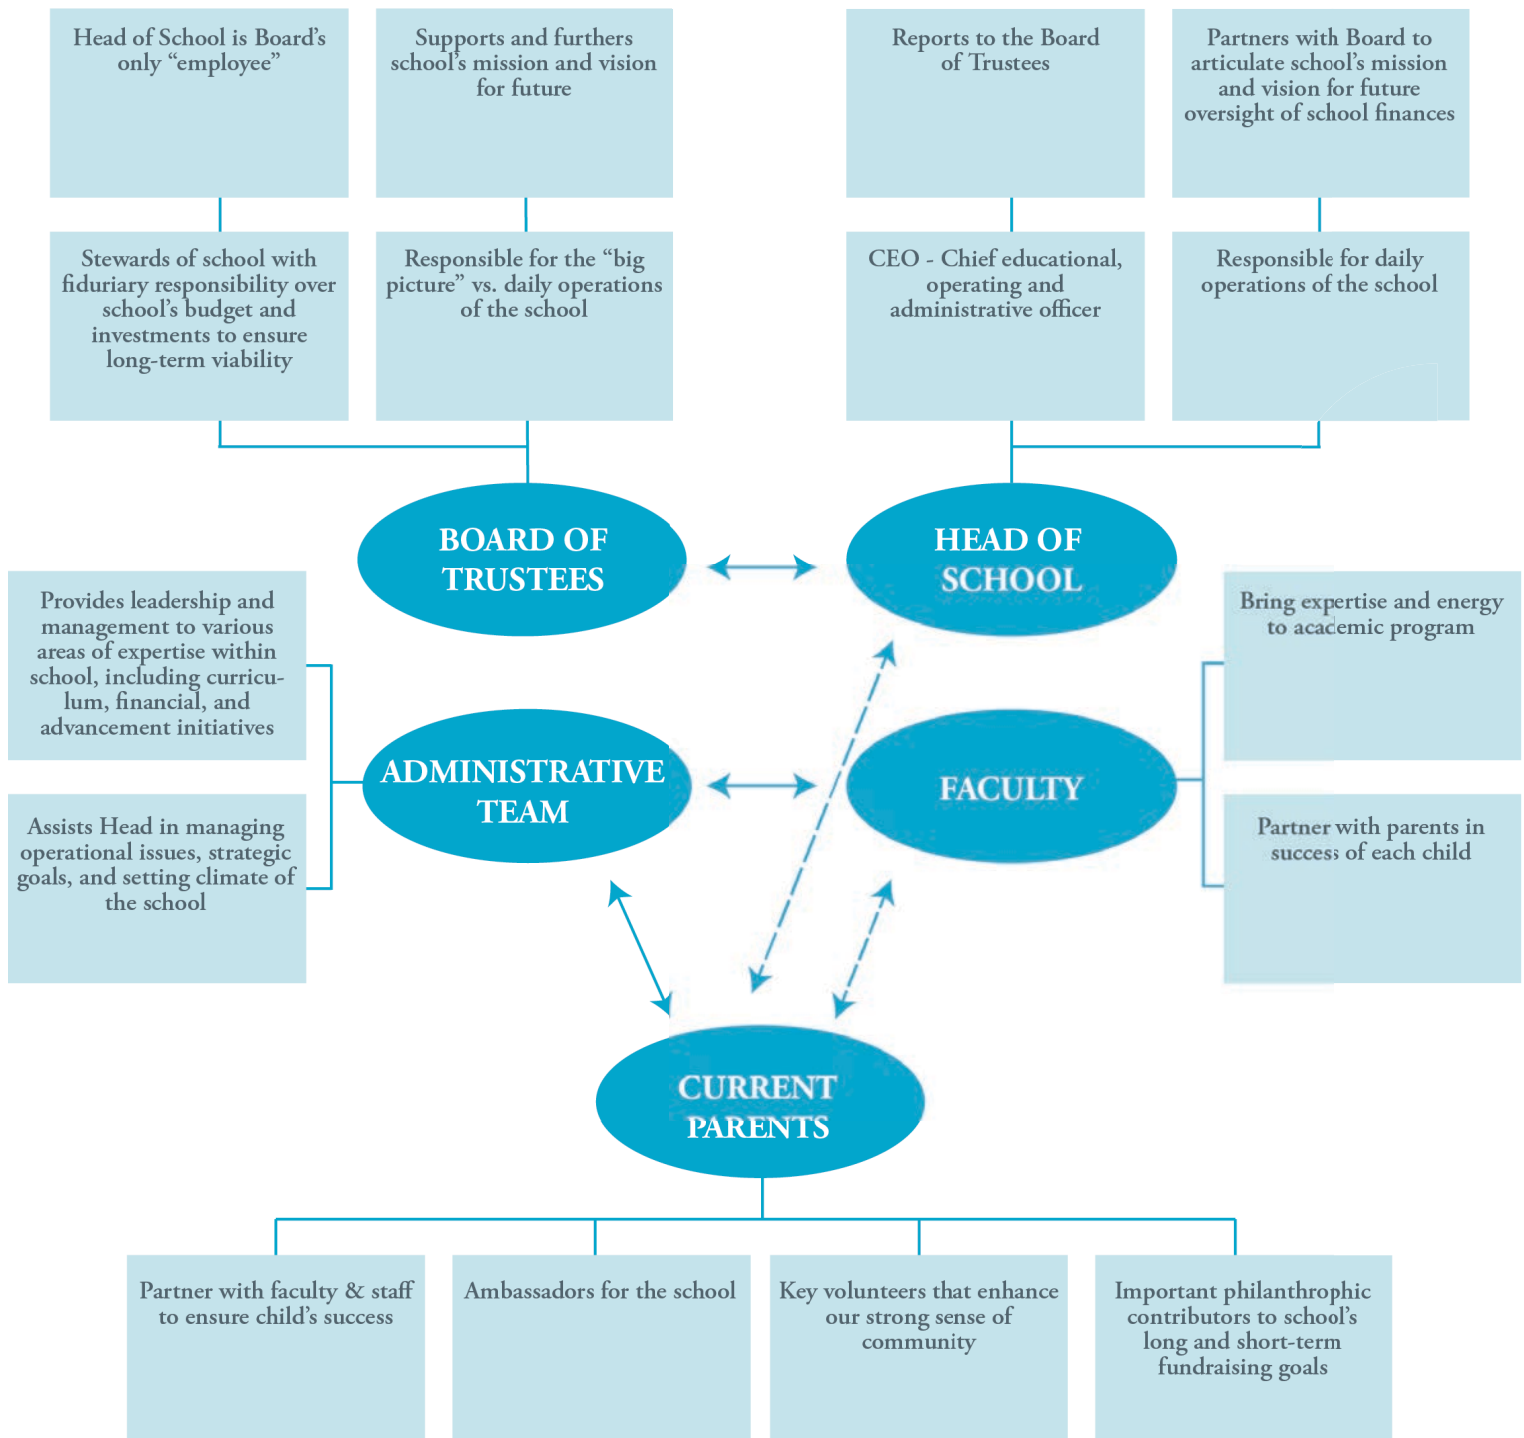 Head of School is Board’s
only “employee”
Supports and furthers
school’s mission and vision
for future
Reports to the Board
of Trustees
Partners with Board to
articulate school’s mission
and vision for future
oversight of school finances
Stewards of school with
fiduriary responsibility over
school’s budget and
investments to ensure
long-term viability
Responsible for the “big
picture” vs. daily operations
of the school
CEO - Chief educational,
operating and
administrative officer
Responsible for daily
operations of the school
BOARD OF
TRUSTEES
HEAD OF
SCHOOL
Provides leadership and
management to various
areas of expertise within
school, including curricu-
lum, financial, and
advancement initiatives
Bring expertise and energy
to academic program
ADMINISTRATIVE
TEAM
FACULTY
Assists Head in managing
operational issues, strategic
goals, and setting climate of
the school
Partner with parents in
success of each child
CURRENT
PARENTS
Partner with faculty & staff
to ensure child’s success
Ambassadors for the school
Key volunteers that enhance
our strong sense of
community
Important philanthrophic
contributors to school’s
long and short-term
fundraising goals